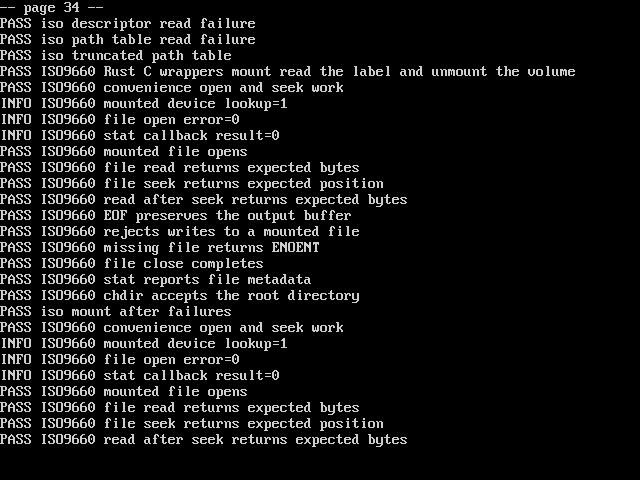 -- page 34 --
PASS iso descriptor read failure
PASS iso path table read failure
PASS iso truncated path table
PASS ISO9660 Rust C wrappers mount read the label and unmount the volume
PASS ISO9660 convenience open and seek work
INFO ISO9660 mounted device lookup=1
INFO ISO9660 file open error=0
INFO ISO9660 stat callback result=0
PASS ISO9660 mounted file opens
PASS ISO9660 file read returns expected bytes
PASS ISO9660 file seek returns expected position
PASS ISO9660 read after seek returns expected bytes
PASS ISO9660 EOF preserves the output buffer
PASS ISO9660 rejects writes to a mounted file
PASS ISO9660 missing file returns ENOENT
PASS ISO9660 file close completes
PASS ISO9660 stat reports file metadata
PASS ISO9660 chdir accepts the root directory
PASS iso mount after failures
PASS ISO9660 convenience open and seek work
INFO ISO9660 mounted device lookup=1
INFO ISO9660 file open error=0
INFO ISO9660 stat callback result=0
PASS ISO9660 mounted file opens
PASS ISO9660 file read returns expected bytes
PASS ISO9660 file seek returns expected position
PASS ISO9660 read after seek returns expected bytes